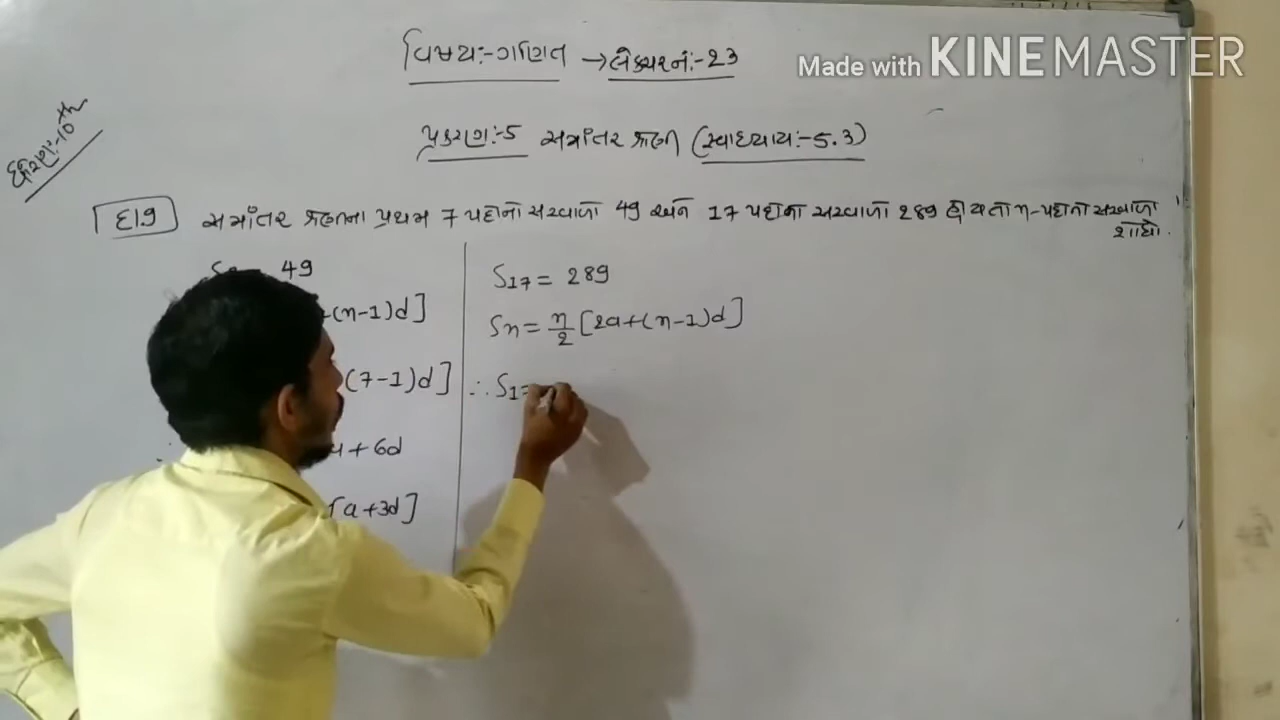 વિષય:-ગણિત → લેક્ચર નં:-23
Made with KINEMASTER
ધોરણ:-10th
પ્રકરણ:-5 સમાંતર શ્રેણી (સ્વાધ્યાય:-5.3)
દા.9 સમાંતર શ્રેણીના પ્રથમ 7 પદોનો સરવાળો 49 અને 17 પદોનો સરવાળો 289 હોય તો n-પદોનો સરવાળો
શોધો.
49
(n-1)d]
(7-1)d]
+6d
[a+3d]
S17 = 289
Sn = n/2 [2a+(n-1)d]
∴ S1=